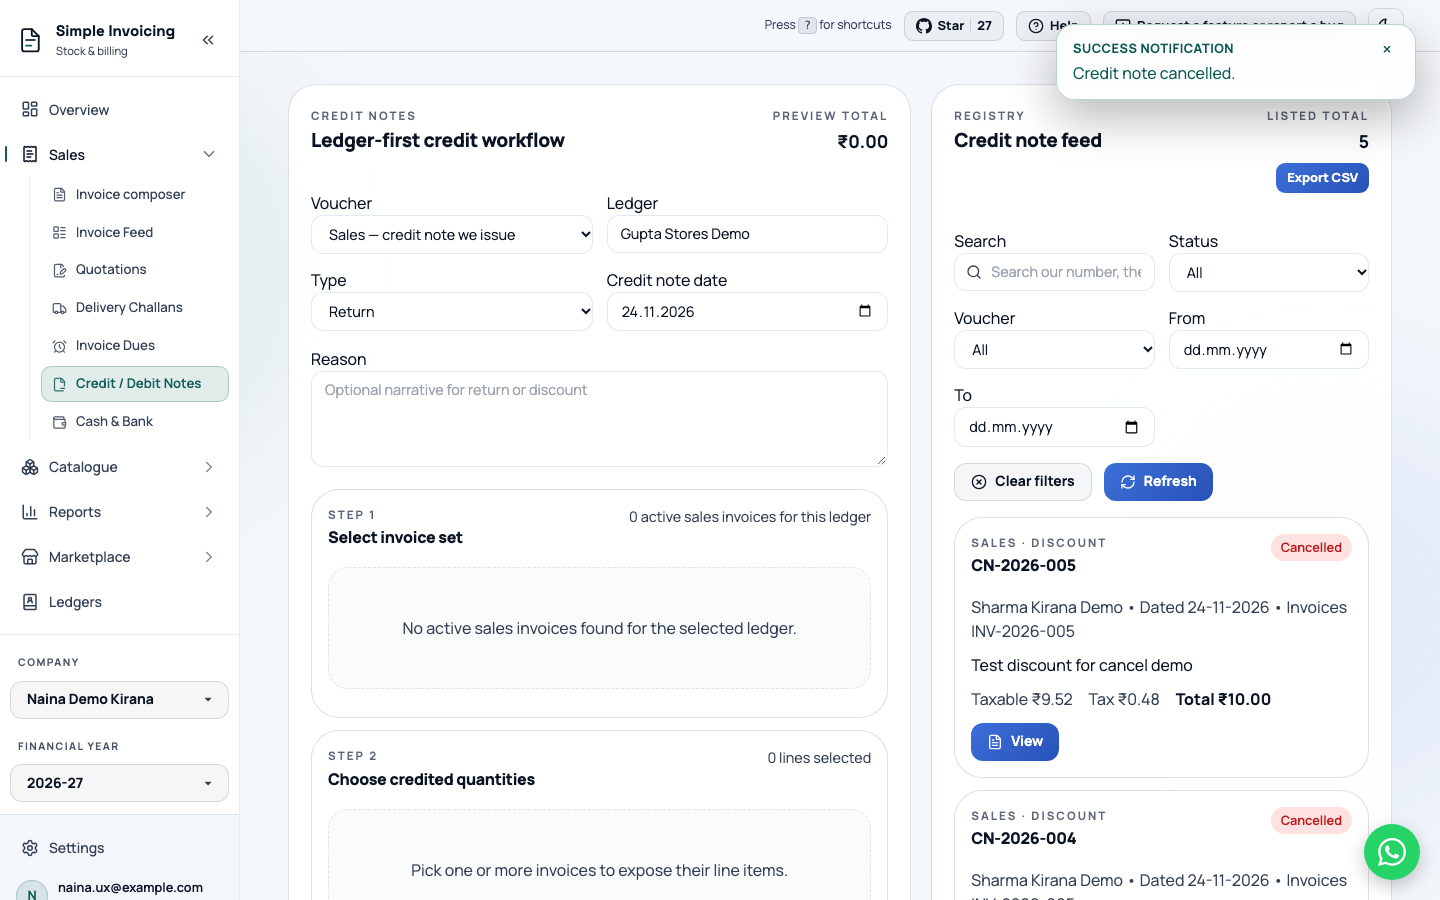 Simple Invoicing
Stock & billing
Overview
Sales
Invoice composer
Invoice Feed
Quotations
Delivery Challans
Invoice Dues
Credit / Debit Notes
Cash & Bank
Catalogue
Reports
Marketplace
Ledgers
COMPANY
Naina Demo Kirana
FINANCIAL YEAR
2026-27
Settings
N
naina.ux@example.com
Press ? for shortcuts
Star 27
Help
Request a feature or report a bug
SUCCESS NOTIFICATION
Credit note cancelled.
CREDIT NOTES
Ledger-first credit workflow
PREVIEW TOTAL
₹0.00
Voucher
Sales — credit note we issue
Ledger
Gupta Stores Demo
Type
Return
Credit note date
24.11.2026
Reason
Optional narrative for return or discount
STEP 1
Select invoice set
0 active sales invoices for this ledger
No active sales invoices found for the selected ledger.
STEP 2
Choose credited quantities
0 lines selected
Pick one or more invoices to expose their line items.
REGISTRY
Credit note feed
LISTED TOTAL
5
Export CSV
Search
Search our number, the
Status
All
Voucher
All
From
dd.mm.yyyy
To
dd.mm.yyyy
Clear filters
Refresh
SALES · DISCOUNT
CN-2026-005
Cancelled
Sharma Kirana Demo • Dated 24-11-2026 • Invoices
INV-2026-005
Test discount for cancel demo
Taxable ₹9.52 Tax ₹0.48 Total ₹10.00
View
SALES · DISCOUNT
CN-2026-004
Cancelled
Sharma Kirana Demo • Dated 24-11-2026 • Invoices